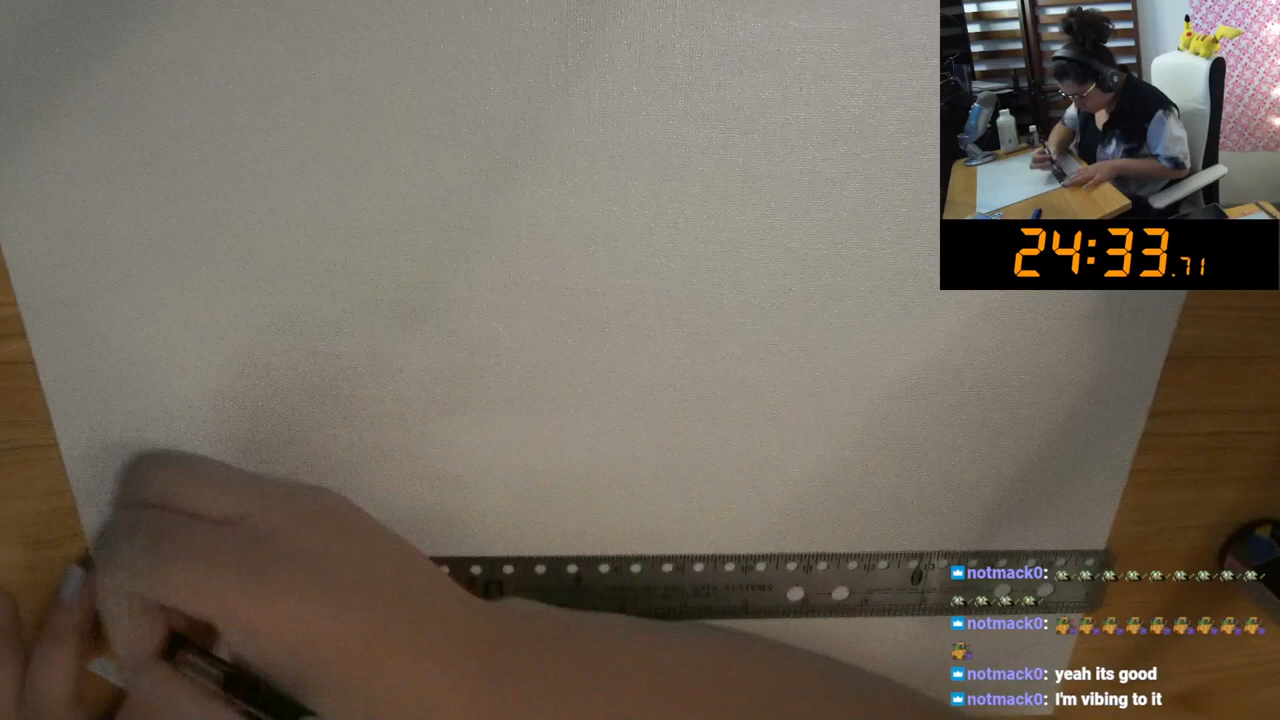 24:33.71
notmack0:
notmack0:
notmack0: yeah its good
notmack0: I'm vibing to it